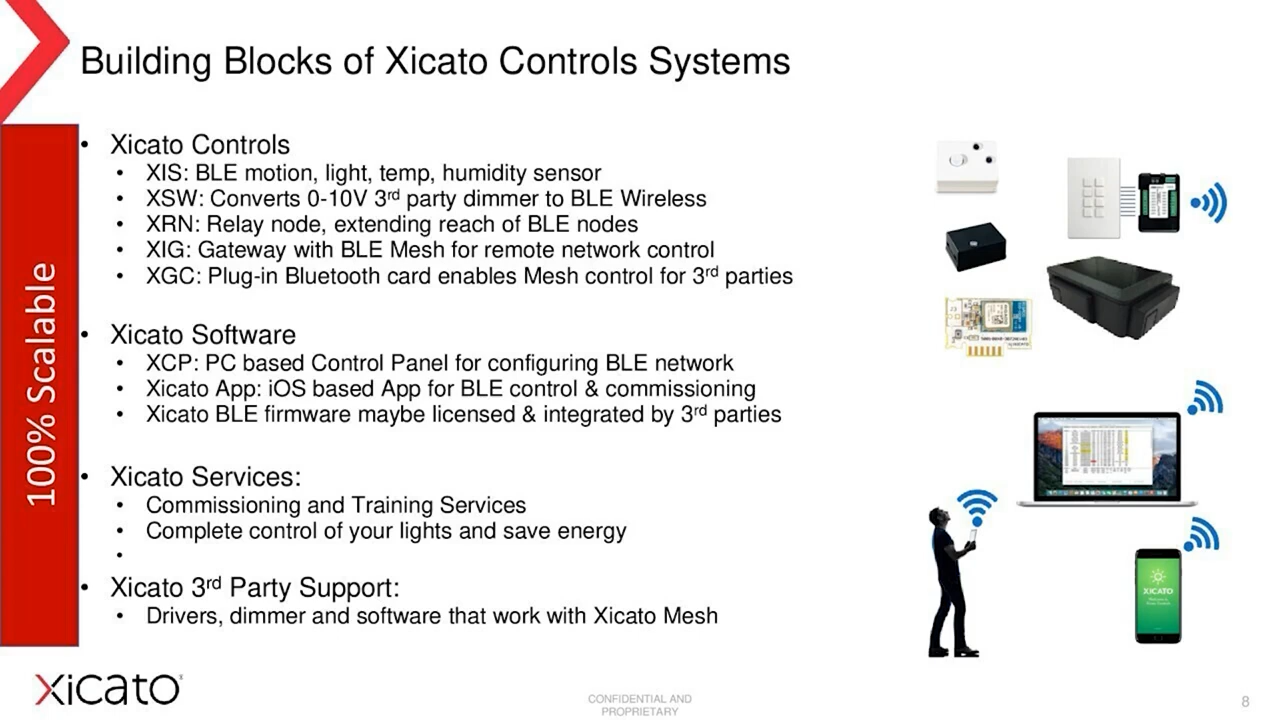 Building Blocks of Xicato Controls Systems
100% Scalable
• Xicato Controls
• XIS: BLE motion, light, temp, humidity sensor
• XSW: Converts 0-10V 3rd party dimmer to BLE Wireless
• XRN: Relay node, extending reach of BLE nodes
• XIG: Gateway with BLE Mesh for remote network control
• XGC: Plug-in Bluetooth card enables Mesh control for 3rd parties
• Xicato Software
• XCP: PC based Control Panel for configuring BLE network
• Xicato App: iOS based App for BLE control & commissioning
• Xicato BLE firmware maybe licensed & integrated by 3rd parties
• Xicato Services:
• Commissioning and Training Services
• Complete control of your lights and save energy
•
• Xicato 3rd Party Support:
• Drivers, dimmer and software that work with Xicato Mesh
XICATO
xicato
CONFIDENTIAL AND
PROPRIETARY
8